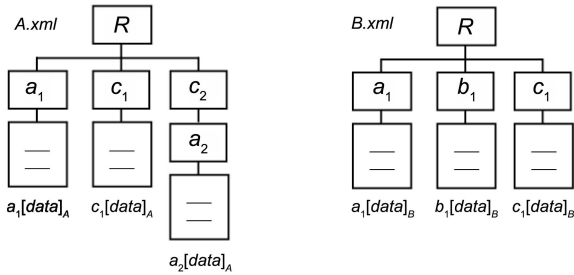 A.xml R
a₁ c₁ c₂
a₂
a₁[data]A c₁[data]A
a₂[data]A
B.xml R
a₁ b₁ c₁
a₁[data]B b₁[data]B c₁[data]B